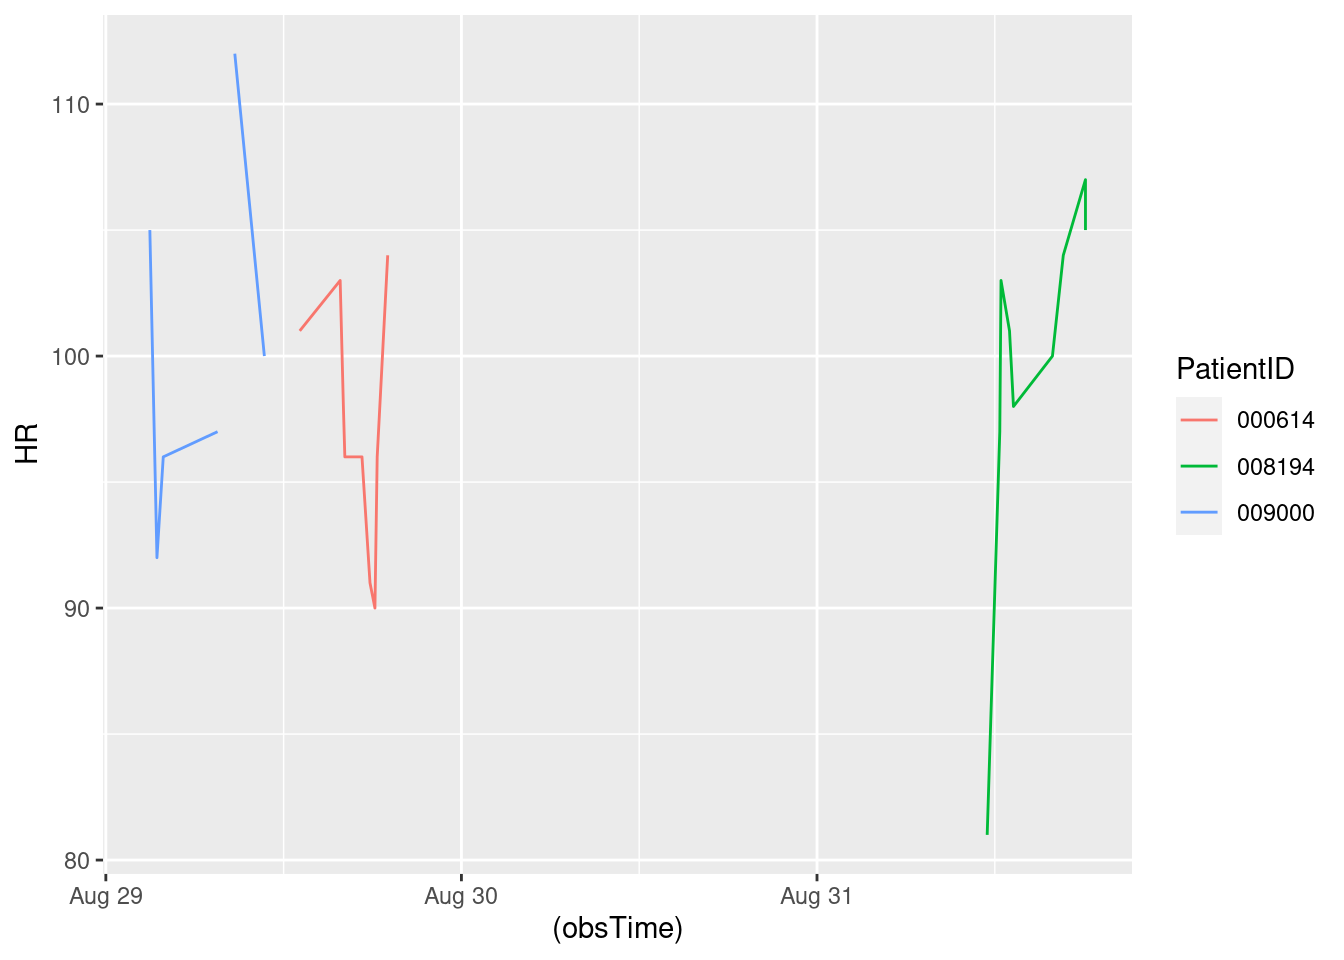 110
100
90
80
HR
Aug 29
Aug 30
Aug 31
(obsTime)
PatientID
000614
008194
009000